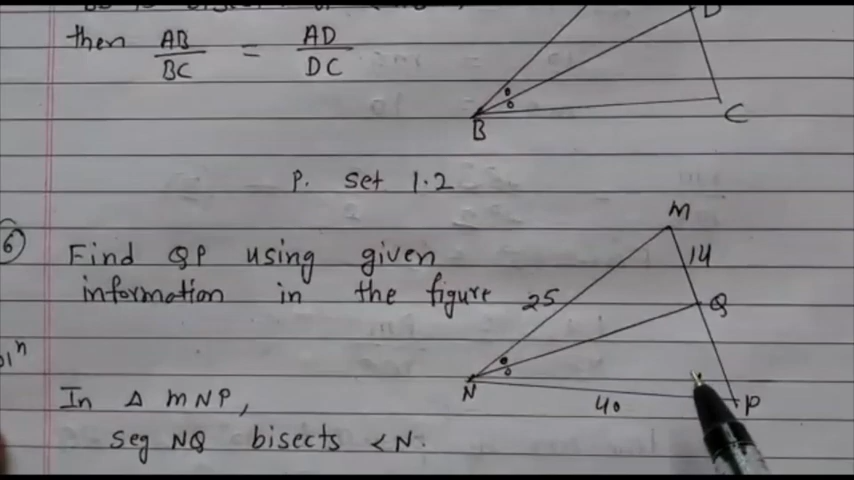 then AB/BC = AD/DC
D
B
C
P. Set 1.2
M
6
Find QP using given
14
information in the figure 25
Q
N
40
P
In Δ MNP,
seg NQ bisects <N.